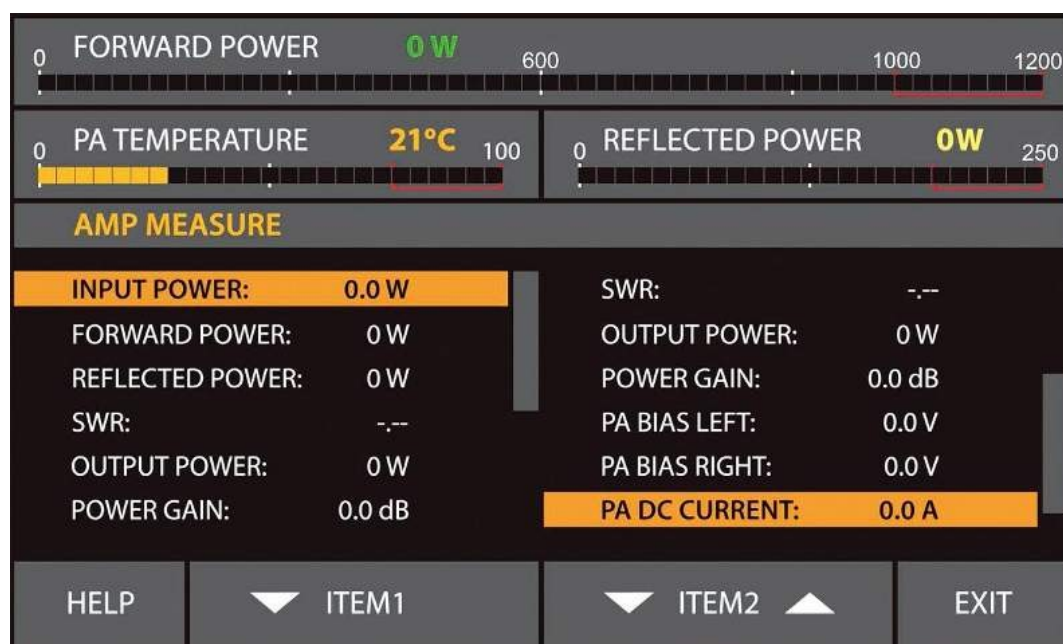 FORWARD POWER 0 W
0 600 1000 1200
PA TEMPERATURE 21°C
0 100
REFLECTED POWER 0W
0 250
AMP MEASURE
INPUT POWER: 0.0 W
FORWARD POWER: 0 W
REFLECTED POWER: 0 W
SWR: -.--
OUTPUT POWER: 0 W
POWER GAIN: 0.0 dB
SWR: -.--
OUTPUT POWER: 0 W
POWER GAIN: 0.0 dB
PA BIAS LEFT: 0.0 V
PA BIAS RIGHT: 0.0 V
PA DC CURRENT: 0.0 A
HELP ITEM1 ITEM2 EXIT